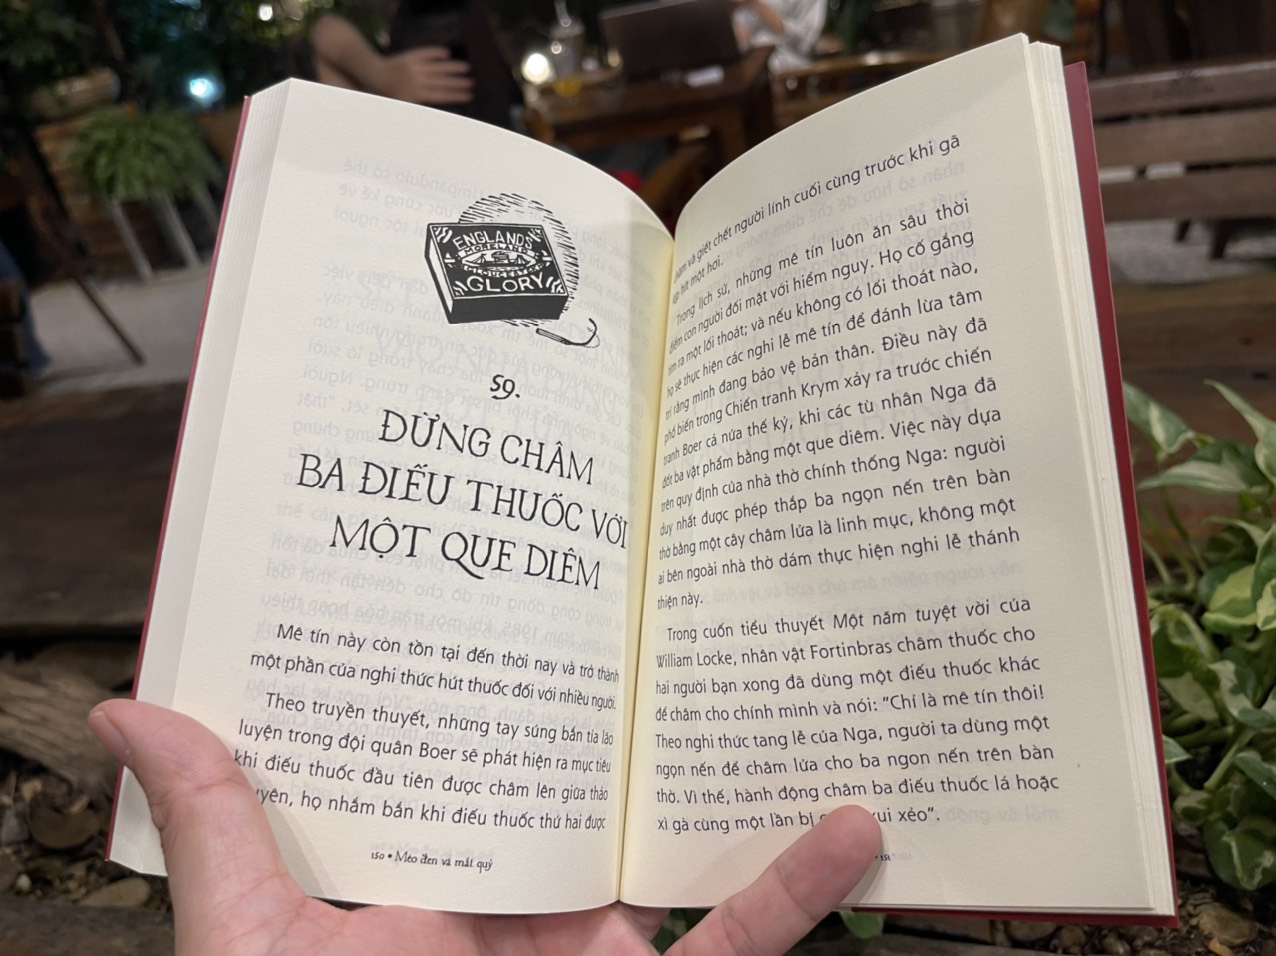 ENGLANDS
GLORY
59.
ĐỪNG CHÂM
BA ĐIẾU THUỐC VỚI
MỘT QUE DIÊM
Mê tín này còn tồn tại đến thời nay và trở thành
một phần của nghi thức hút thuốc đối với nhiều người.
Theo truyền thuyết, những tay súng bắn tỉa lão
luyện trong đội quân Boer sẽ phát hiện ra mục tiêu
khi điếu thuốc đầu tiên được châm lên giữa thảo
nguyên, họ nhắm bắn khi điếu thuốc thứ hai được
150 • Mèo đen và mắt quỷ
châm và giết chết người lính cuối cùng trước khi gã
kịp hít một hơi.
Trong lịch sử, những mê tín luôn ăn sâu thời
điểm con người đối mặt với hiểm nguy. Họ cố gắng
tìm ra một lối thoát; và nếu không có lối thoát nào,
họ sẽ thực hiện các nghi lễ mê tín để đánh lừa tâm
trí rằng mình đang bảo vệ bản thân. Điều này đã
phổ biến trong Chiến tranh Krym xảy ra trước chiến
tranh Boer cả nửa thế kỷ, khi các tù nhân Nga đã
đốt ba vật phẩm bằng một que diêm. Việc này dựa
trên quy định của nhà thờ chính thống Nga: người
duy nhất được phép thắp ba ngọn nến trên bàn
thờ bằng một cây châm lửa là linh mục, không một
ai bên ngoài nhà thờ dám thực hiện nghi lễ thánh
thiện này.
Trong cuốn tiểu thuyết Một năm tuyệt vời của
William Locke, nhân vật Fortinbras châm thuốc cho
hai người bạn xong đã dùng một điếu thuốc khác
để châm cho chính mình và nói: “Chỉ là mê tín thôi!
Theo nghi thức tang lễ của Nga, người ta dùng một
ngọn nến để châm lửa cho ba ngọn nến trên bàn
thờ. Vì thế, hành động châm ba điếu thuốc lá hoặc
xì gà cùng một lần bị xui xẻo”.
• 151